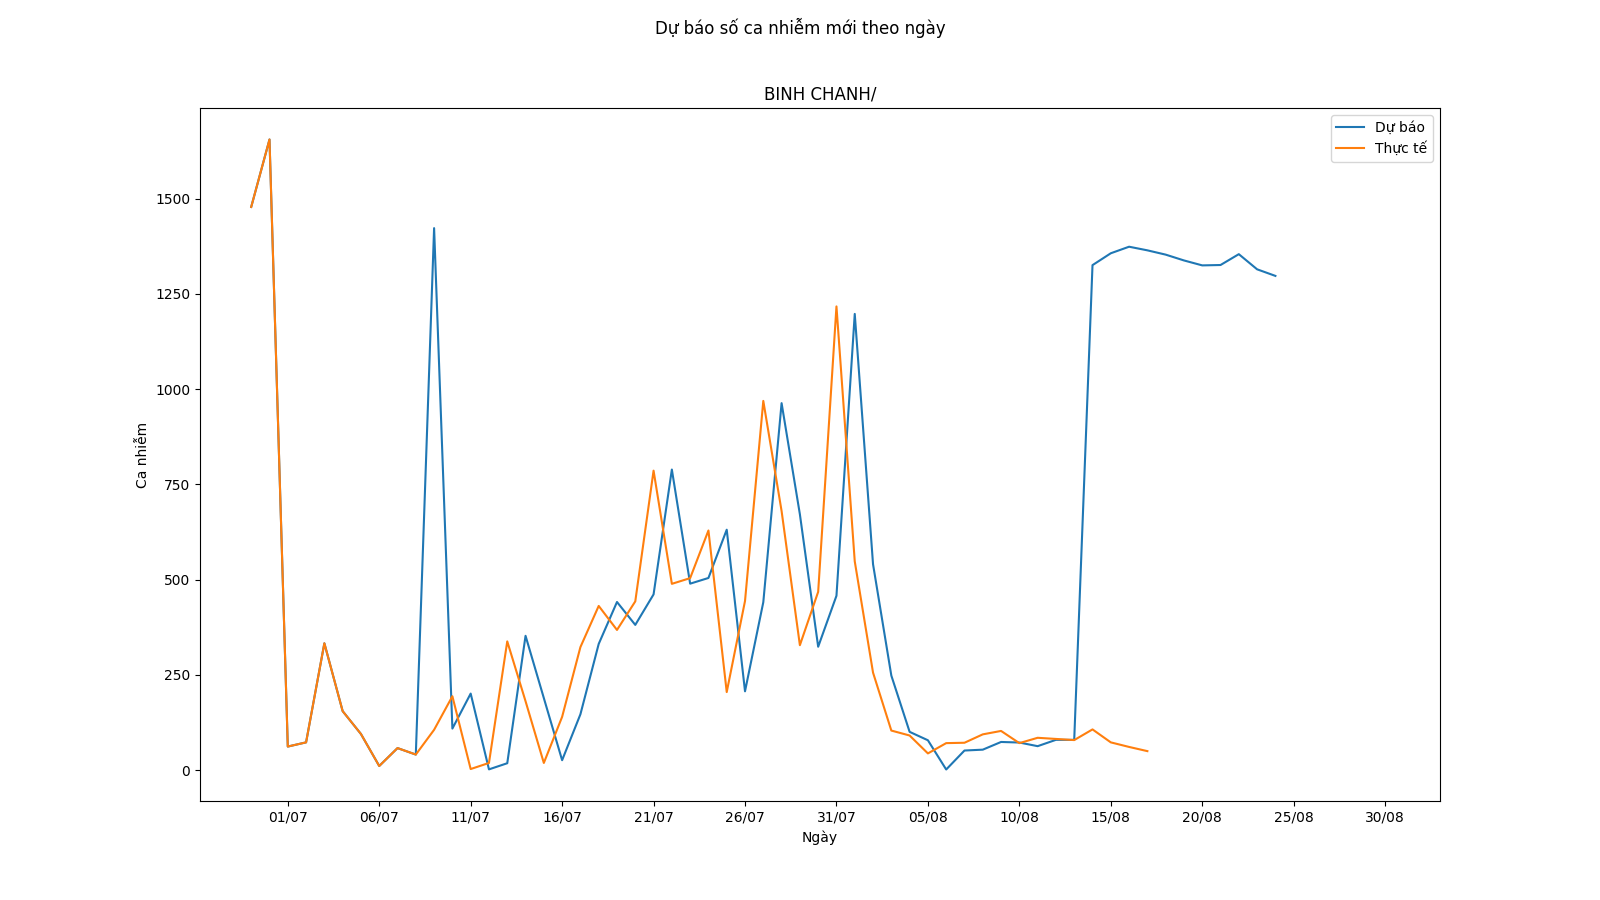 Dự báo số ca nhiễm mới theo ngày
BINH CHANH/
Dự báo
Thực tế
1500
1250
1000
750
500
250
0
Ca nhiễm
01/07 06/07 11/07 16/07 21/07 26/07 31/07 05/08 10/08 15/08 20/08 25/08 30/08
Ngày